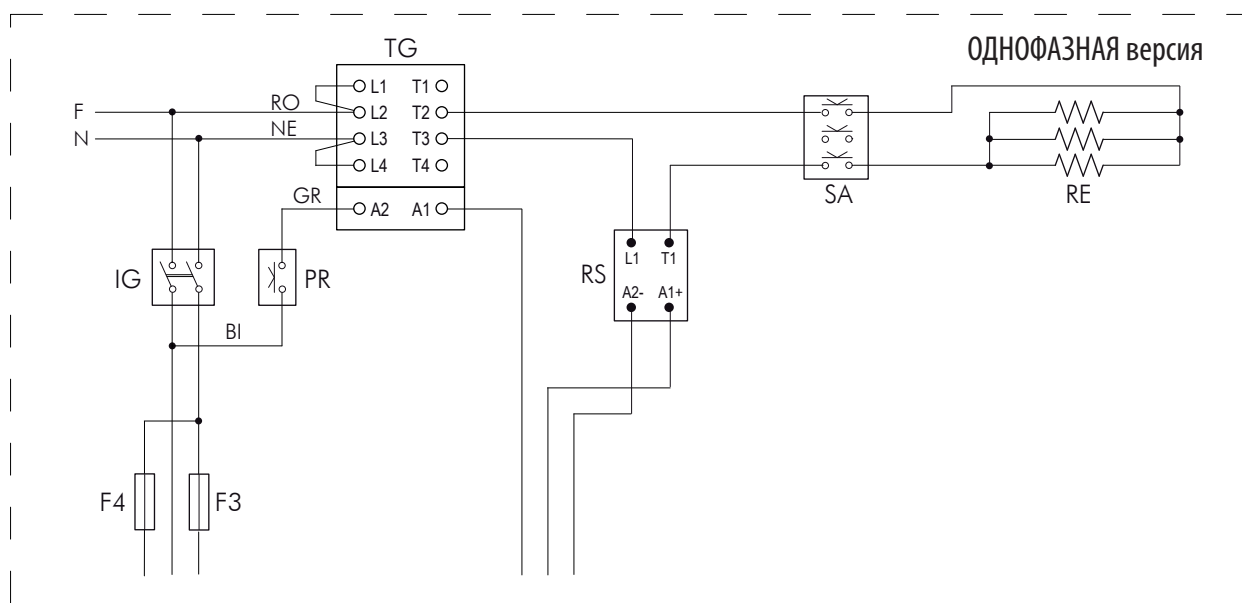 TG
ОДНОФАЗНАЯ версия
L1 T1
F RO L2 T2
N NE L3 T3
L4 T4
SA RE
GR A2 A1
IG PR RS L1 T1
A2- A1+
BI
F4 F3